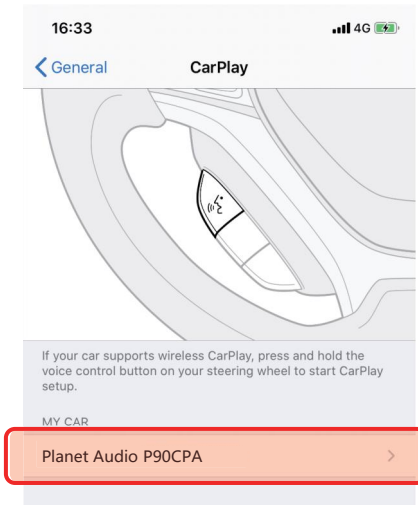 16:33
4G
General
CarPlay
If your car supports wireless CarPlay, press and hold the
voice control button on your steering wheel to start CarPlay
setup.
MY CAR
Planet Audio P90CPA